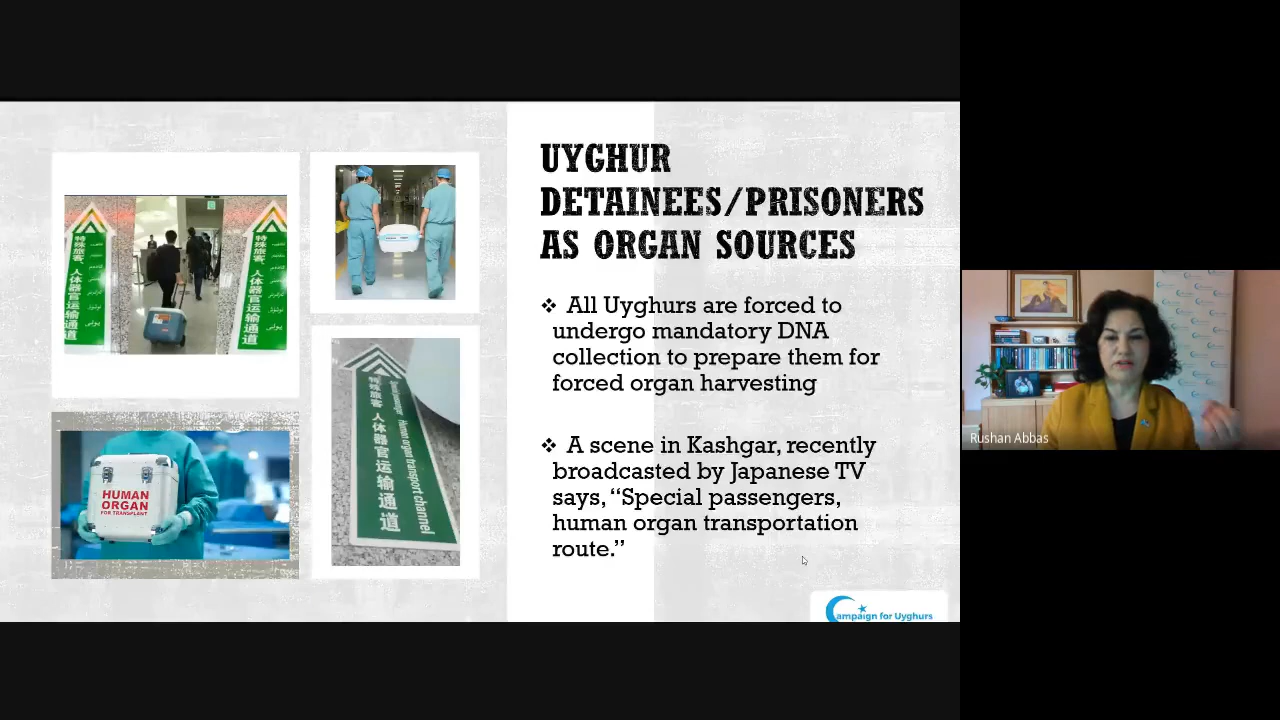 UYGHUR
DETAINEES/PRISONERS
AS ORGAN SOURCES
❖ All Uyghurs are forced to
undergo mandatory DNA
collection to prepare them for
forced organ harvesting
❖ A scene in Kashgar, recently
broadcasted by Japanese TV
says, “Special passengers,
human organ transportation
route.”
特殊旅客、人体器官运输通道
特殊旅客、人体器官运输通道
HUMAN
ORGAN
FOR TRANSPLANT
特殊旅客 人体器官运输通道
Special passenger Human organ transport channel
Campaign for Uyghurs
Rushan Abbas